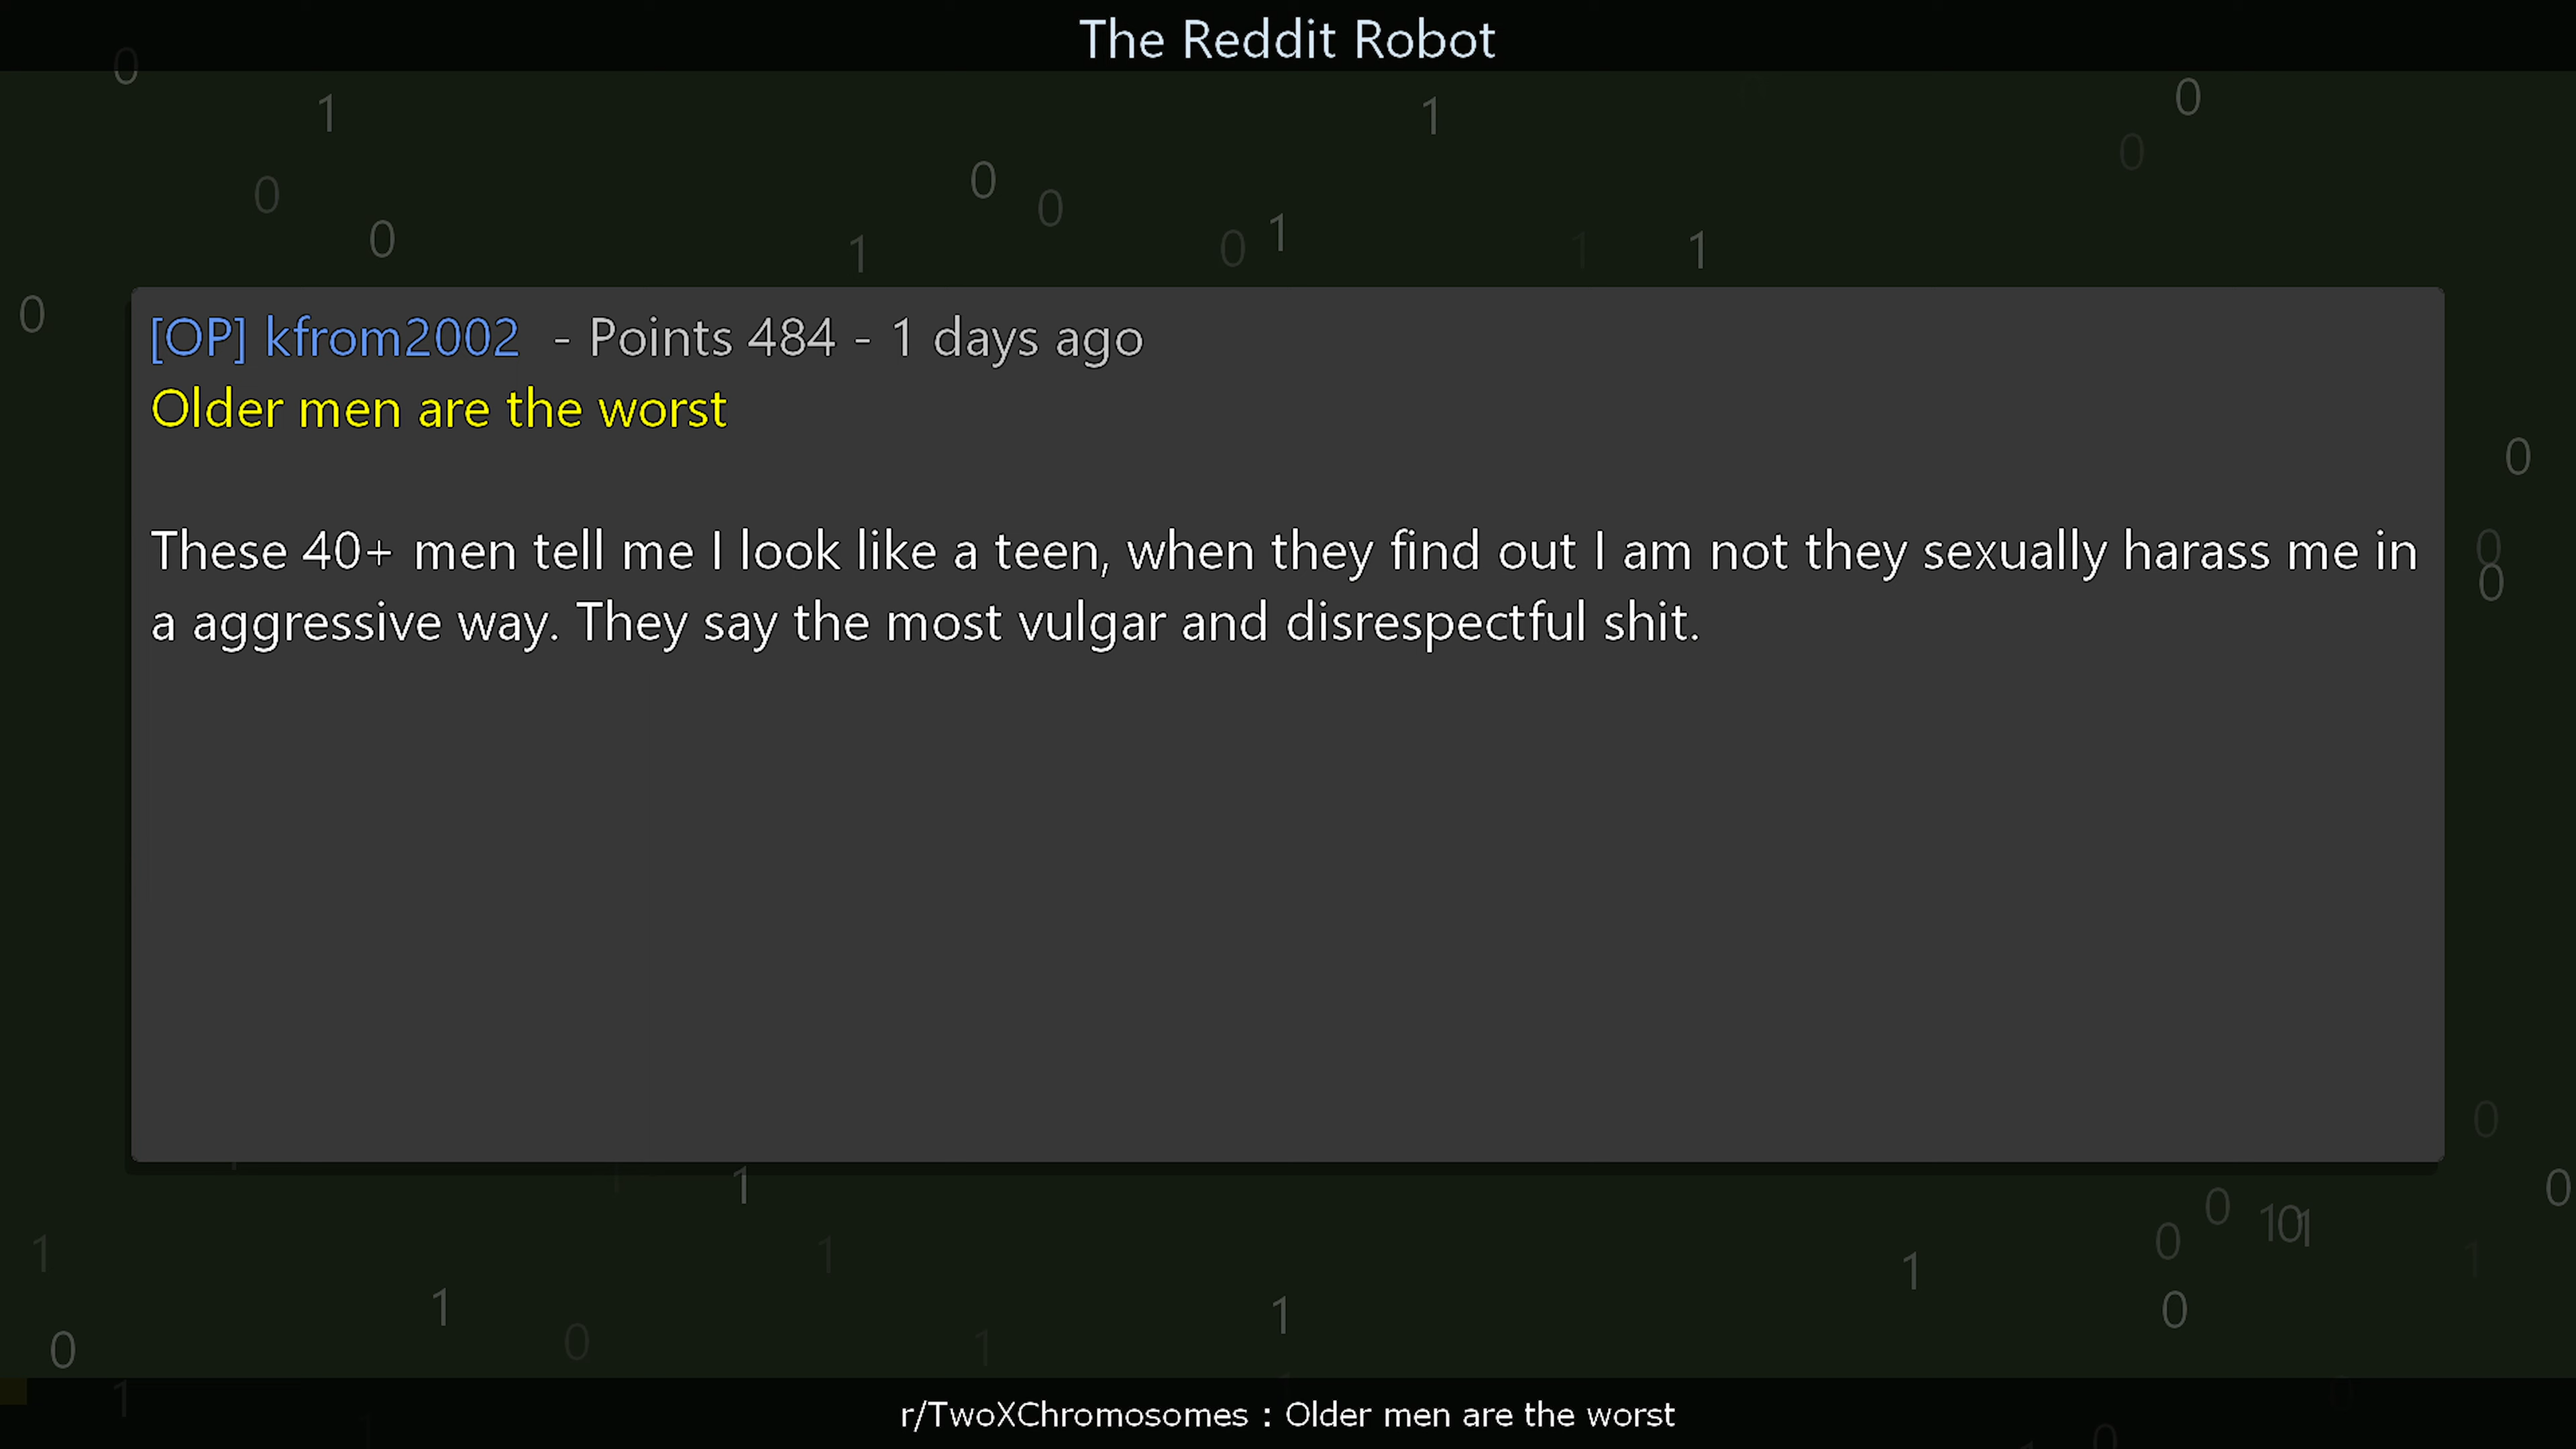 The Reddit Robot
[OP] kfrom2002 - Points 484 - 1 days ago
Older men are the worst
These 40+ men tell me I look like a teen, when they find out I am not they sexually harass me in
a aggressive way. They say the most vulgar and disrespectful shit.
r/TwoXChromosomes : Older men are the worst